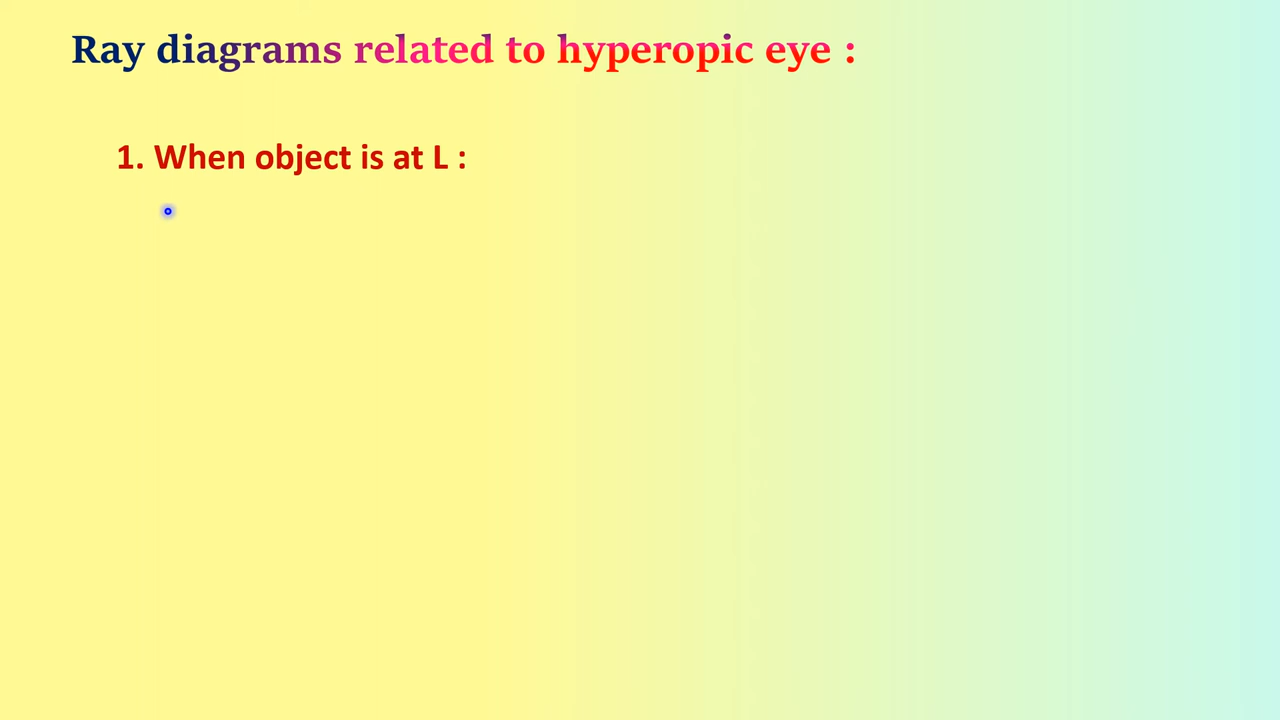 Ray diagrams related to hyperopic eye :
1. When object is at L :